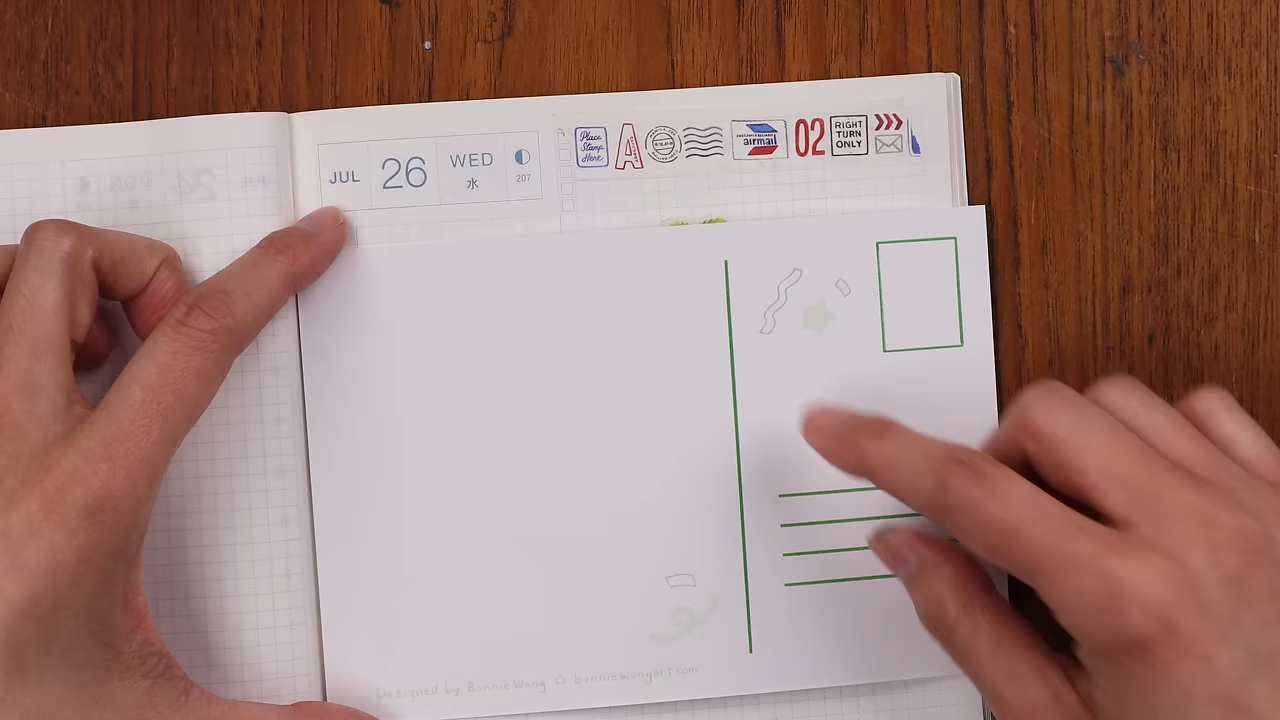 JUL 26 WED 水 207
Place Stamp Here
A
airmail
02
RIGHT TURN ONLY
Designed by Bonnie Wong ☆ bonniewongart.com